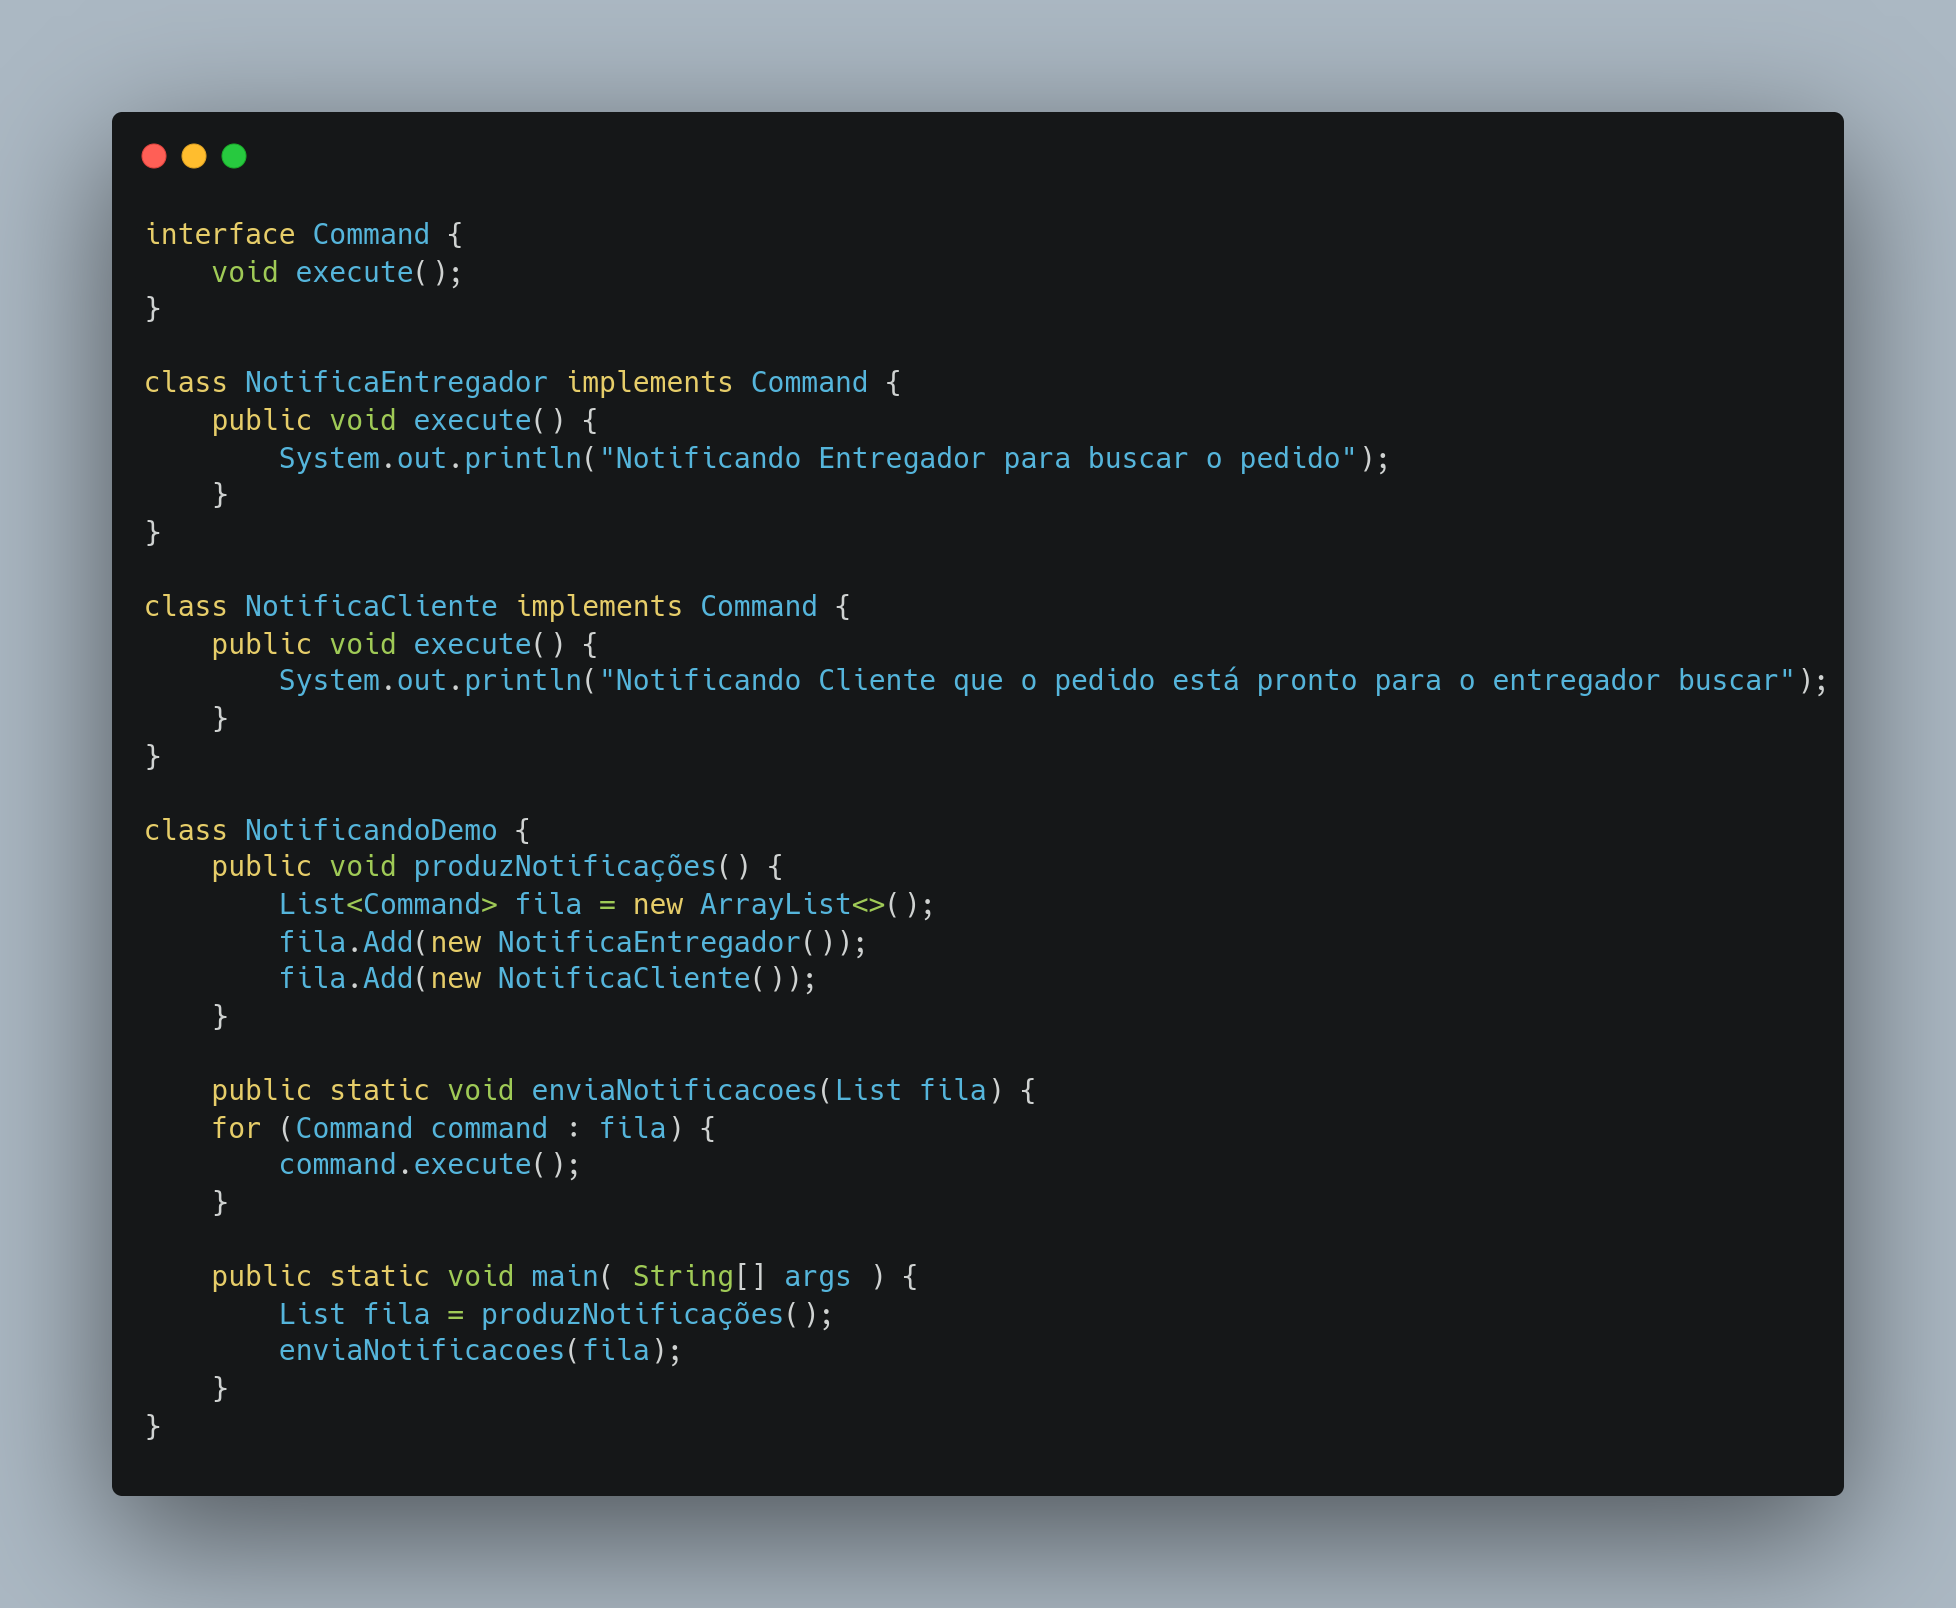 interface Command {
    void execute();
}

class NotificaEntregador implements Command {
    public void execute() {
        System.out.println("Notificando Entregador para buscar o pedido");
    }
}

class NotificaCliente implements Command {
    public void execute() {
        System.out.println("Notificando Cliente que o pedido está pronto para o entregador buscar");
    }
}

class NotificandoDemo {
    public void produzNotificações() {
        List<Command> fila = new ArrayList<>();
        fila.Add(new NotificaEntregador());
        fila.Add(new NotificaCliente());
    }

    public static void enviaNotificacoes(List fila) {
    for (Command command : fila) {
        command.execute();
    }

    public static void main( String[] args ) {
        List fila = produzNotificações();
        enviaNotificacoes(fila);
    }
}